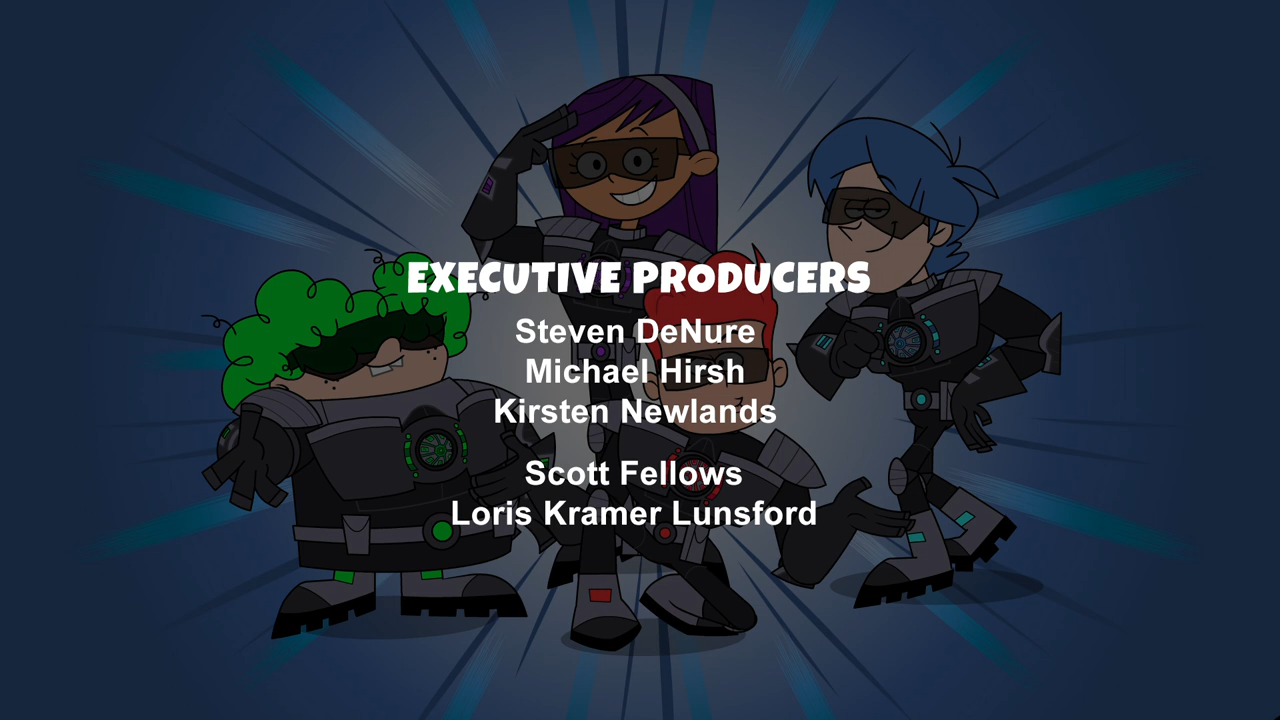 EXECUTIVE PRODUCERS
Steven DeNure
Michael Hirsh
Kirsten Newlands
Scott Fellows
Loris Kramer Lunsford